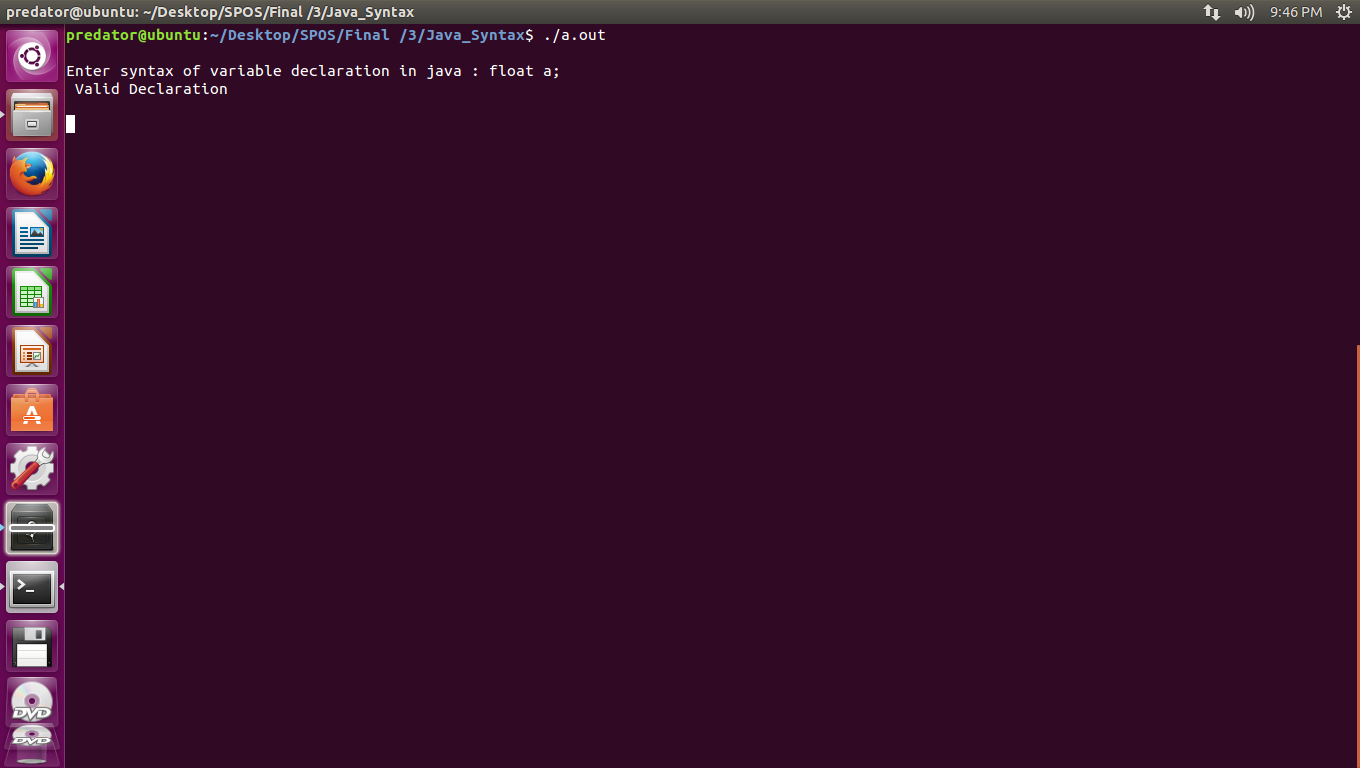 predator@ubuntu: ~/Desktop/SPOS/Final /3/Java_Syntax
9:46 PM
predator@ubuntu:~/Desktop/SPOS/Final /3/Java_Syntax$ ./a.out
Enter syntax of variable declaration in java : float a;
Valid Declaration
A
>_
DVD
DVD